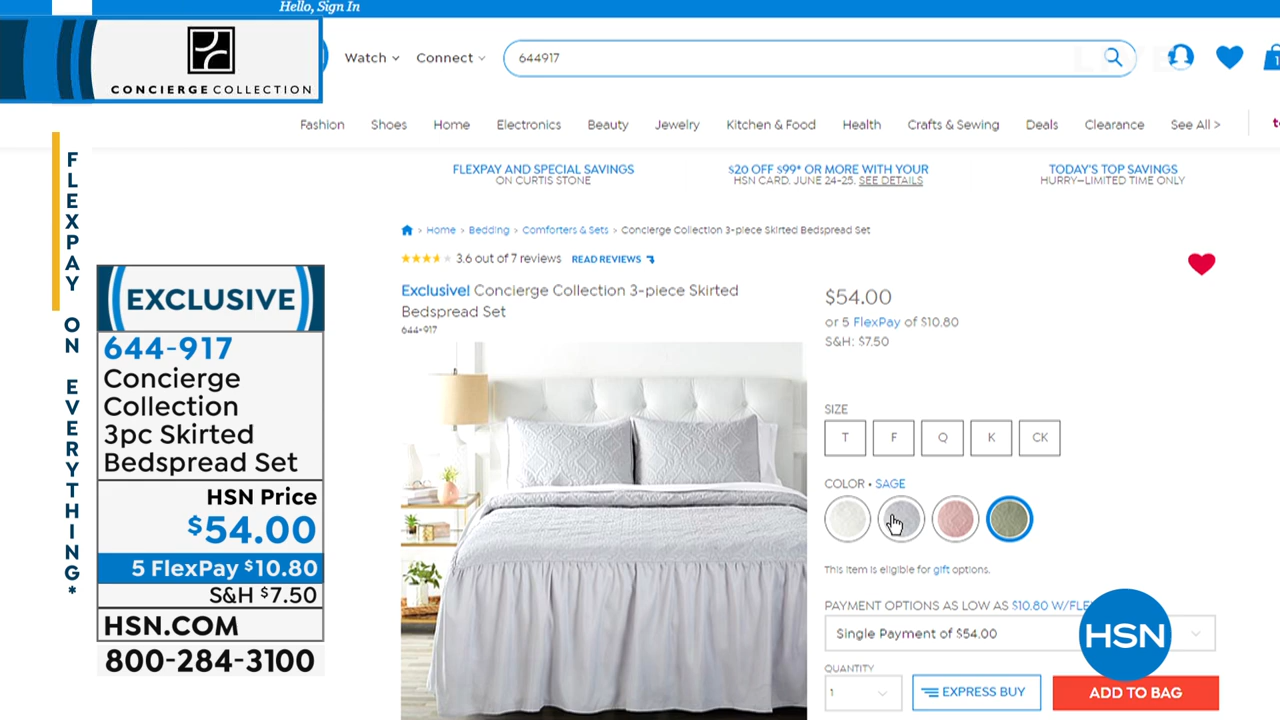 Hello, Sign In
CONCIERGE COLLECTION
Watch
Connect
644917
1
Fashion
Shoes
Home
Electronics
Beauty
Jewelry
Kitchen & Food
Health
Crafts & Sewing
Deals
Clearance
See All >
FLEXPAY AND SPECIAL SAVINGS
ON CURTIS STONE
$20 OFF $99* OR MORE WITH YOUR
HSN CARD. JUNE 24-25. SEE DETAILS
TODAY'S TOP SAVINGS
HURRY—LIMITED TIME ONLY
FLEXPAY ON EVERYTHING*
Home > Bedding > Comforters & Sets > Concierge Collection 3-piece Skirted Bedspread Set
3.6 out of 7 reviews READ REVIEWS
Exclusive! Concierge Collection 3-piece Skirted
Bedspread Set
644-917
$54.00
or 5 FlexPay of $10.80
S&H: $7.50
EXCLUSIVE
644-917
Concierge
Collection
3pc Skirted
Bedspread Set
HSN Price
$54.00
5 FlexPay $10.80
S&H $7.50
HSN.COM
800-284-3100
SIZE
T
F
Q
K
CK
COLOR • SAGE
This item is eligible for gift options.
PAYMENT OPTIONS AS LOW AS $10.80 W/FLE
Single Payment of $54.00
HSN
QUANTITY
1
EXPRESS BUY
ADD TO BAG